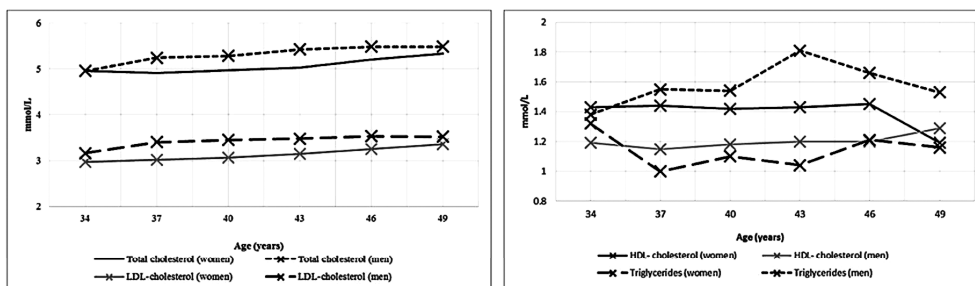 6
5
4
3
2
mmol/L
34 37 40 43 46 49
Age (years)
Total cholesterol (women) Total cholesterol (men)
LDL-cholesterol (women) LDL-cholesterol (men)
2
1.8
1.6
1.4
1.2
1
0.8
mmol/L
34 37 40 43 46 49
Age (years)
HDL- cholesterol (women) HDL- cholesterol (men)
Triglycerides (women) Triglycerides (men)